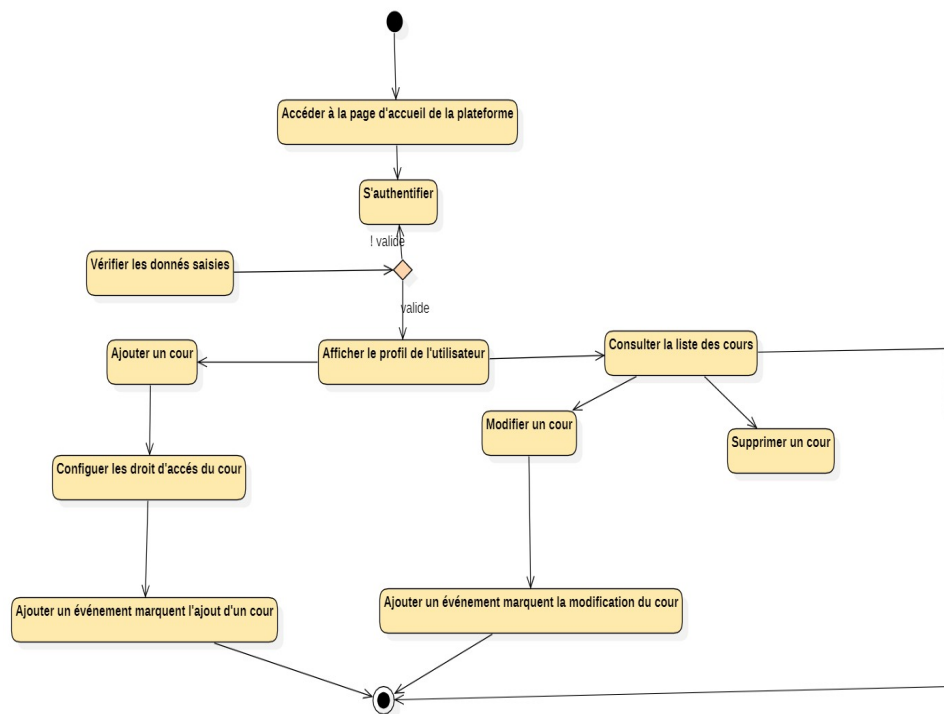 Accéder à la page d'accueil de la plateforme
S'authentifier
! valide
Vérifier les donnés saisies
valide
Ajouter un cour
Afficher le profil de l'utilisateur
Consulter la liste des cours
Modifier un cour
Supprimer un cour
Configuer les droit d'accés du cour
Ajouter un événement marquent l'ajout d'un cour
Ajouter un événement marquent la modification du cour